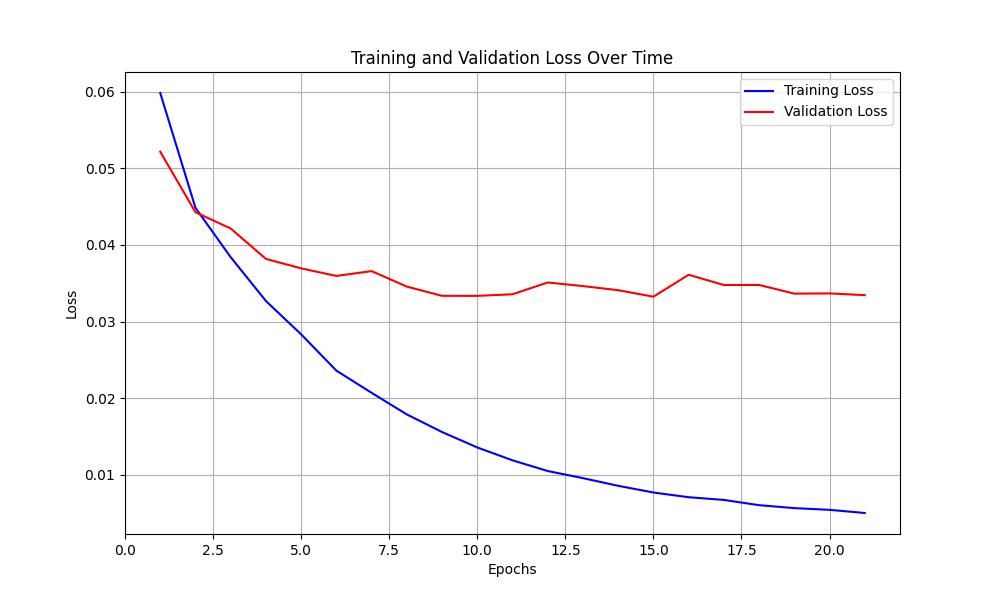 Training and Validation Loss Over Time
Training Loss
Validation Loss
0.06
0.05
0.04
0.03
0.02
0.01
Loss
0.0 2.5 5.0 7.5 10.0 12.5 15.0 17.5 20.0
Epochs